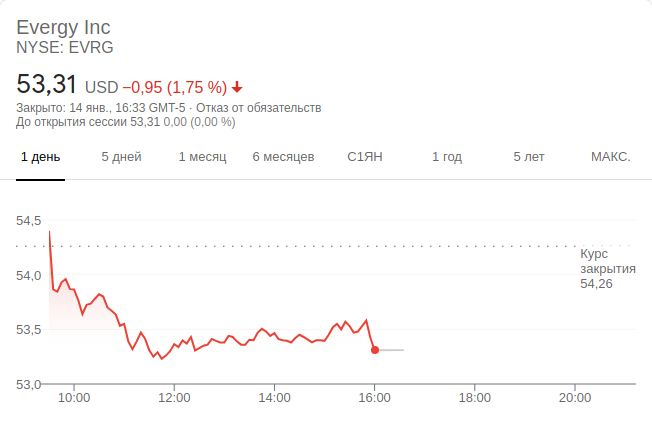 Evergy Inc
NYSE: EVRG
53,31 USD −0,95 (1,75 %)
Закрыто: 14 янв., 16:33 GMT-5 · Отказ от обязательств
До открытия сессии 53,31 0,00 (0,00 %)
1 день 5 дней 1 месяц 6 месяцев С1ЯН 1 год 5 лет МАКС.
54,5
Курс
закрытия
54,26
54,0
53,5
53,0
10:00 12:00 14:00 16:00 18:00 20:00